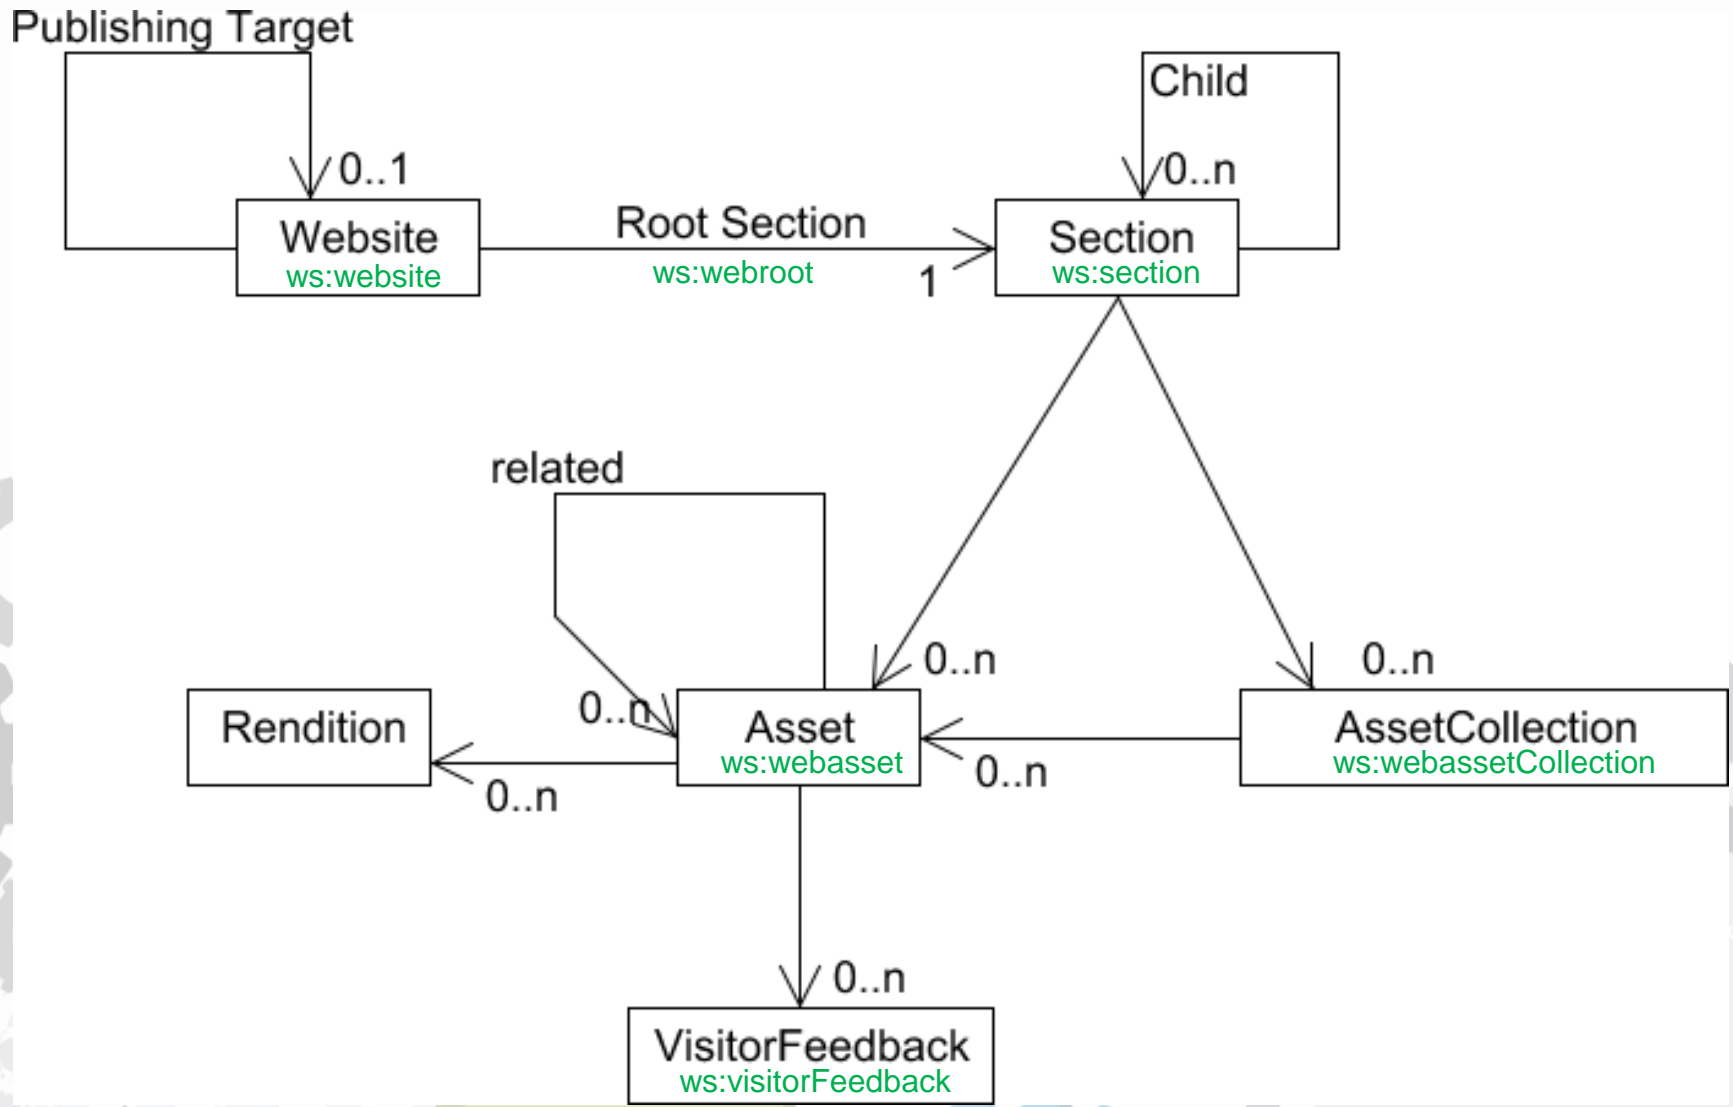 Publishing Target
Child
0..1
0..n
Website
ws:website
Root Section
ws:webroot
1
Section
ws:section
related
0..n
0..n
0..n
Rendition
Asset
ws:webasset
AssetCollection
ws:webassetCollection
0..n
0..n
0..n
VisitorFeedback
ws:visitorFeedback